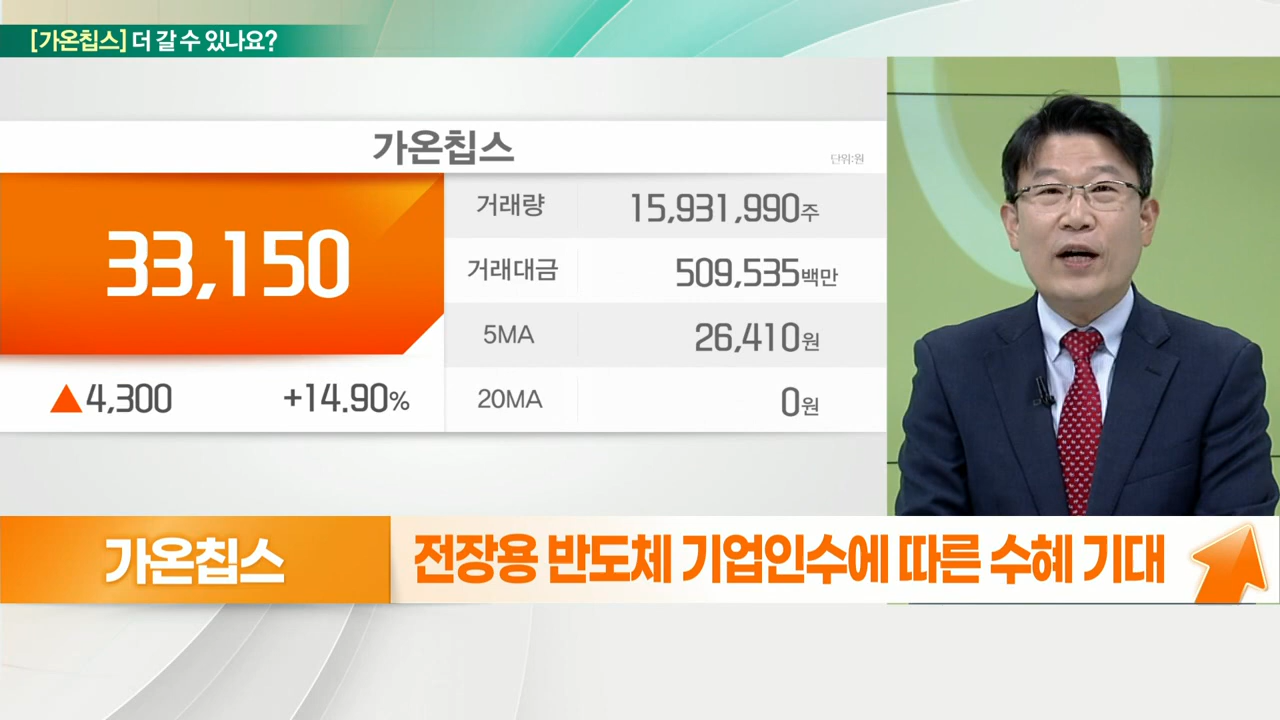 [가온칩스] 더 갈 수 있나요?
가온칩스
단위:원
33,150
▲4,300 +14.90%
거래량 15,931,990주
거래대금 509,535백만
5MA 26,410원
20MA 0원
가온칩스
전장용 반도체 기업인수에 따른 수혜 기대